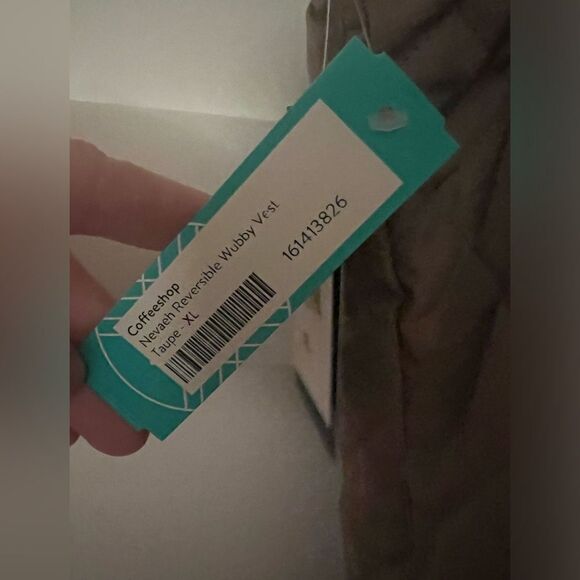 Coffeeshop
Nevaeh Reversible Wubby Vest
Taupe - XL
161413826